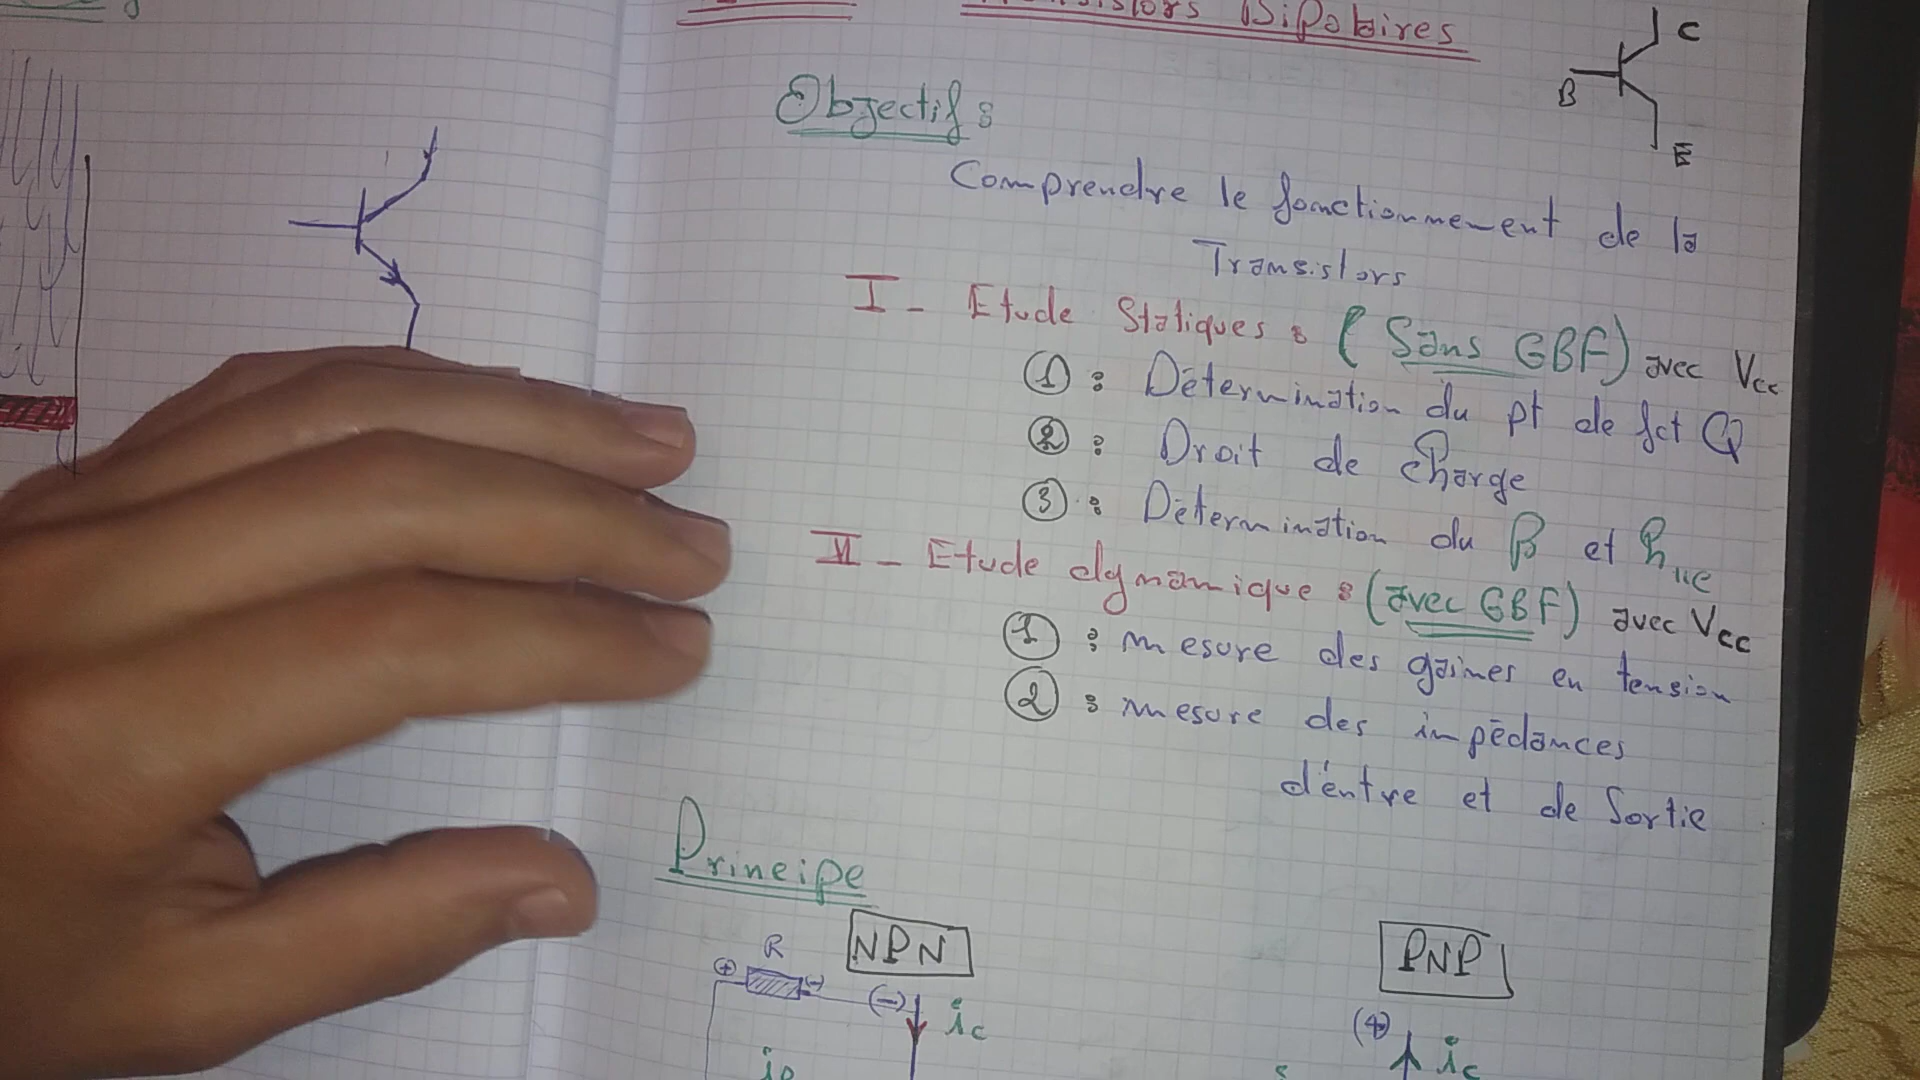 Transistors Bipolaires
C
B
E
Objectif :
Comprendre le fonctionnement de la
Transistors
I - Etude Statiques : (Sans GBF) avec Vcc
① : Détermination du pt de fct Q
② : Droit de charge
③ : Détermination du β et h11e
II - Etude dynamique : (avec GBF) avec Vcc
① : mesure des gaines en tension
② : mesure des impédances
d'entre et de Sortie
Principe
NPN
PNP
R
(+)
(-)
(-)
ic
(+)
ic